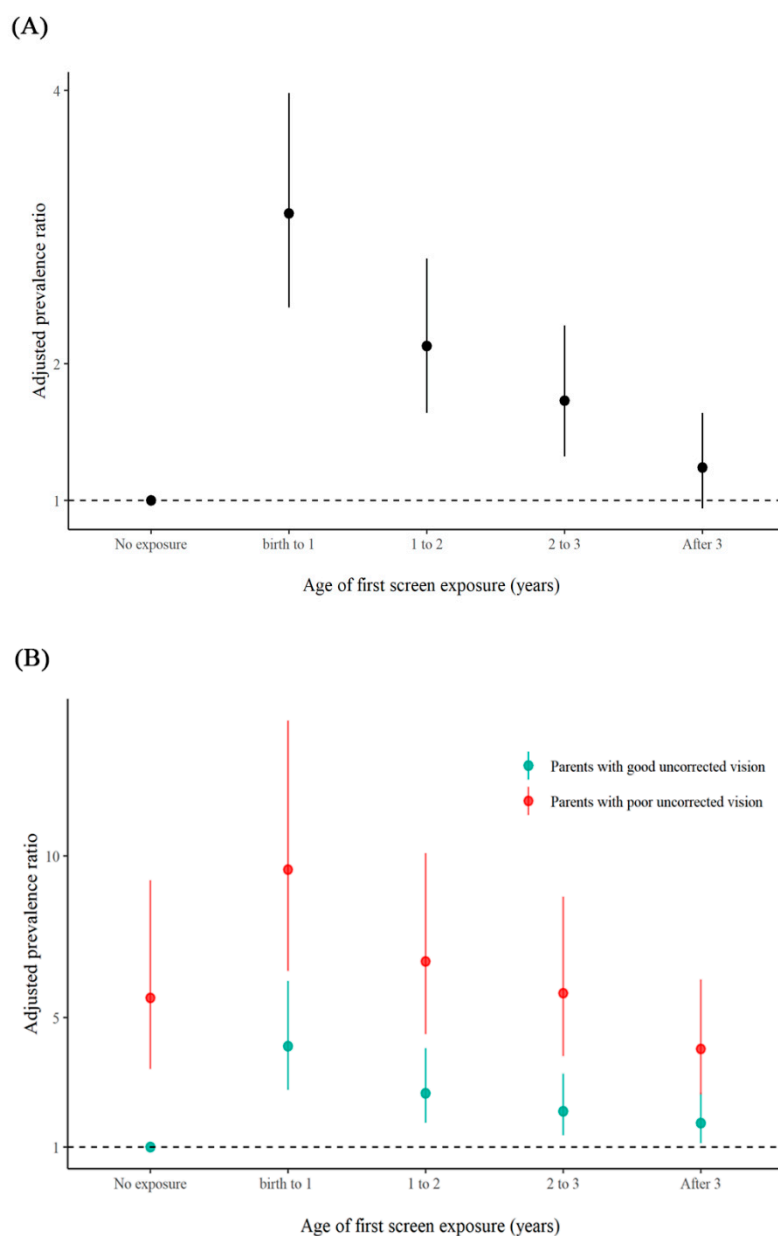 (A)
Adjusted prevalence ratio
4
2
1
No exposure
birth to 1
1 to 2
2 to 3
After 3
Age of first screen exposure (years)
(B)
Adjusted prevalence ratio
10
5
1
Parents with good uncorrected vision
Parents with poor uncorrected vision
No exposure
birth to 1
1 to 2
2 to 3
After 3
Age of first screen exposure (years)